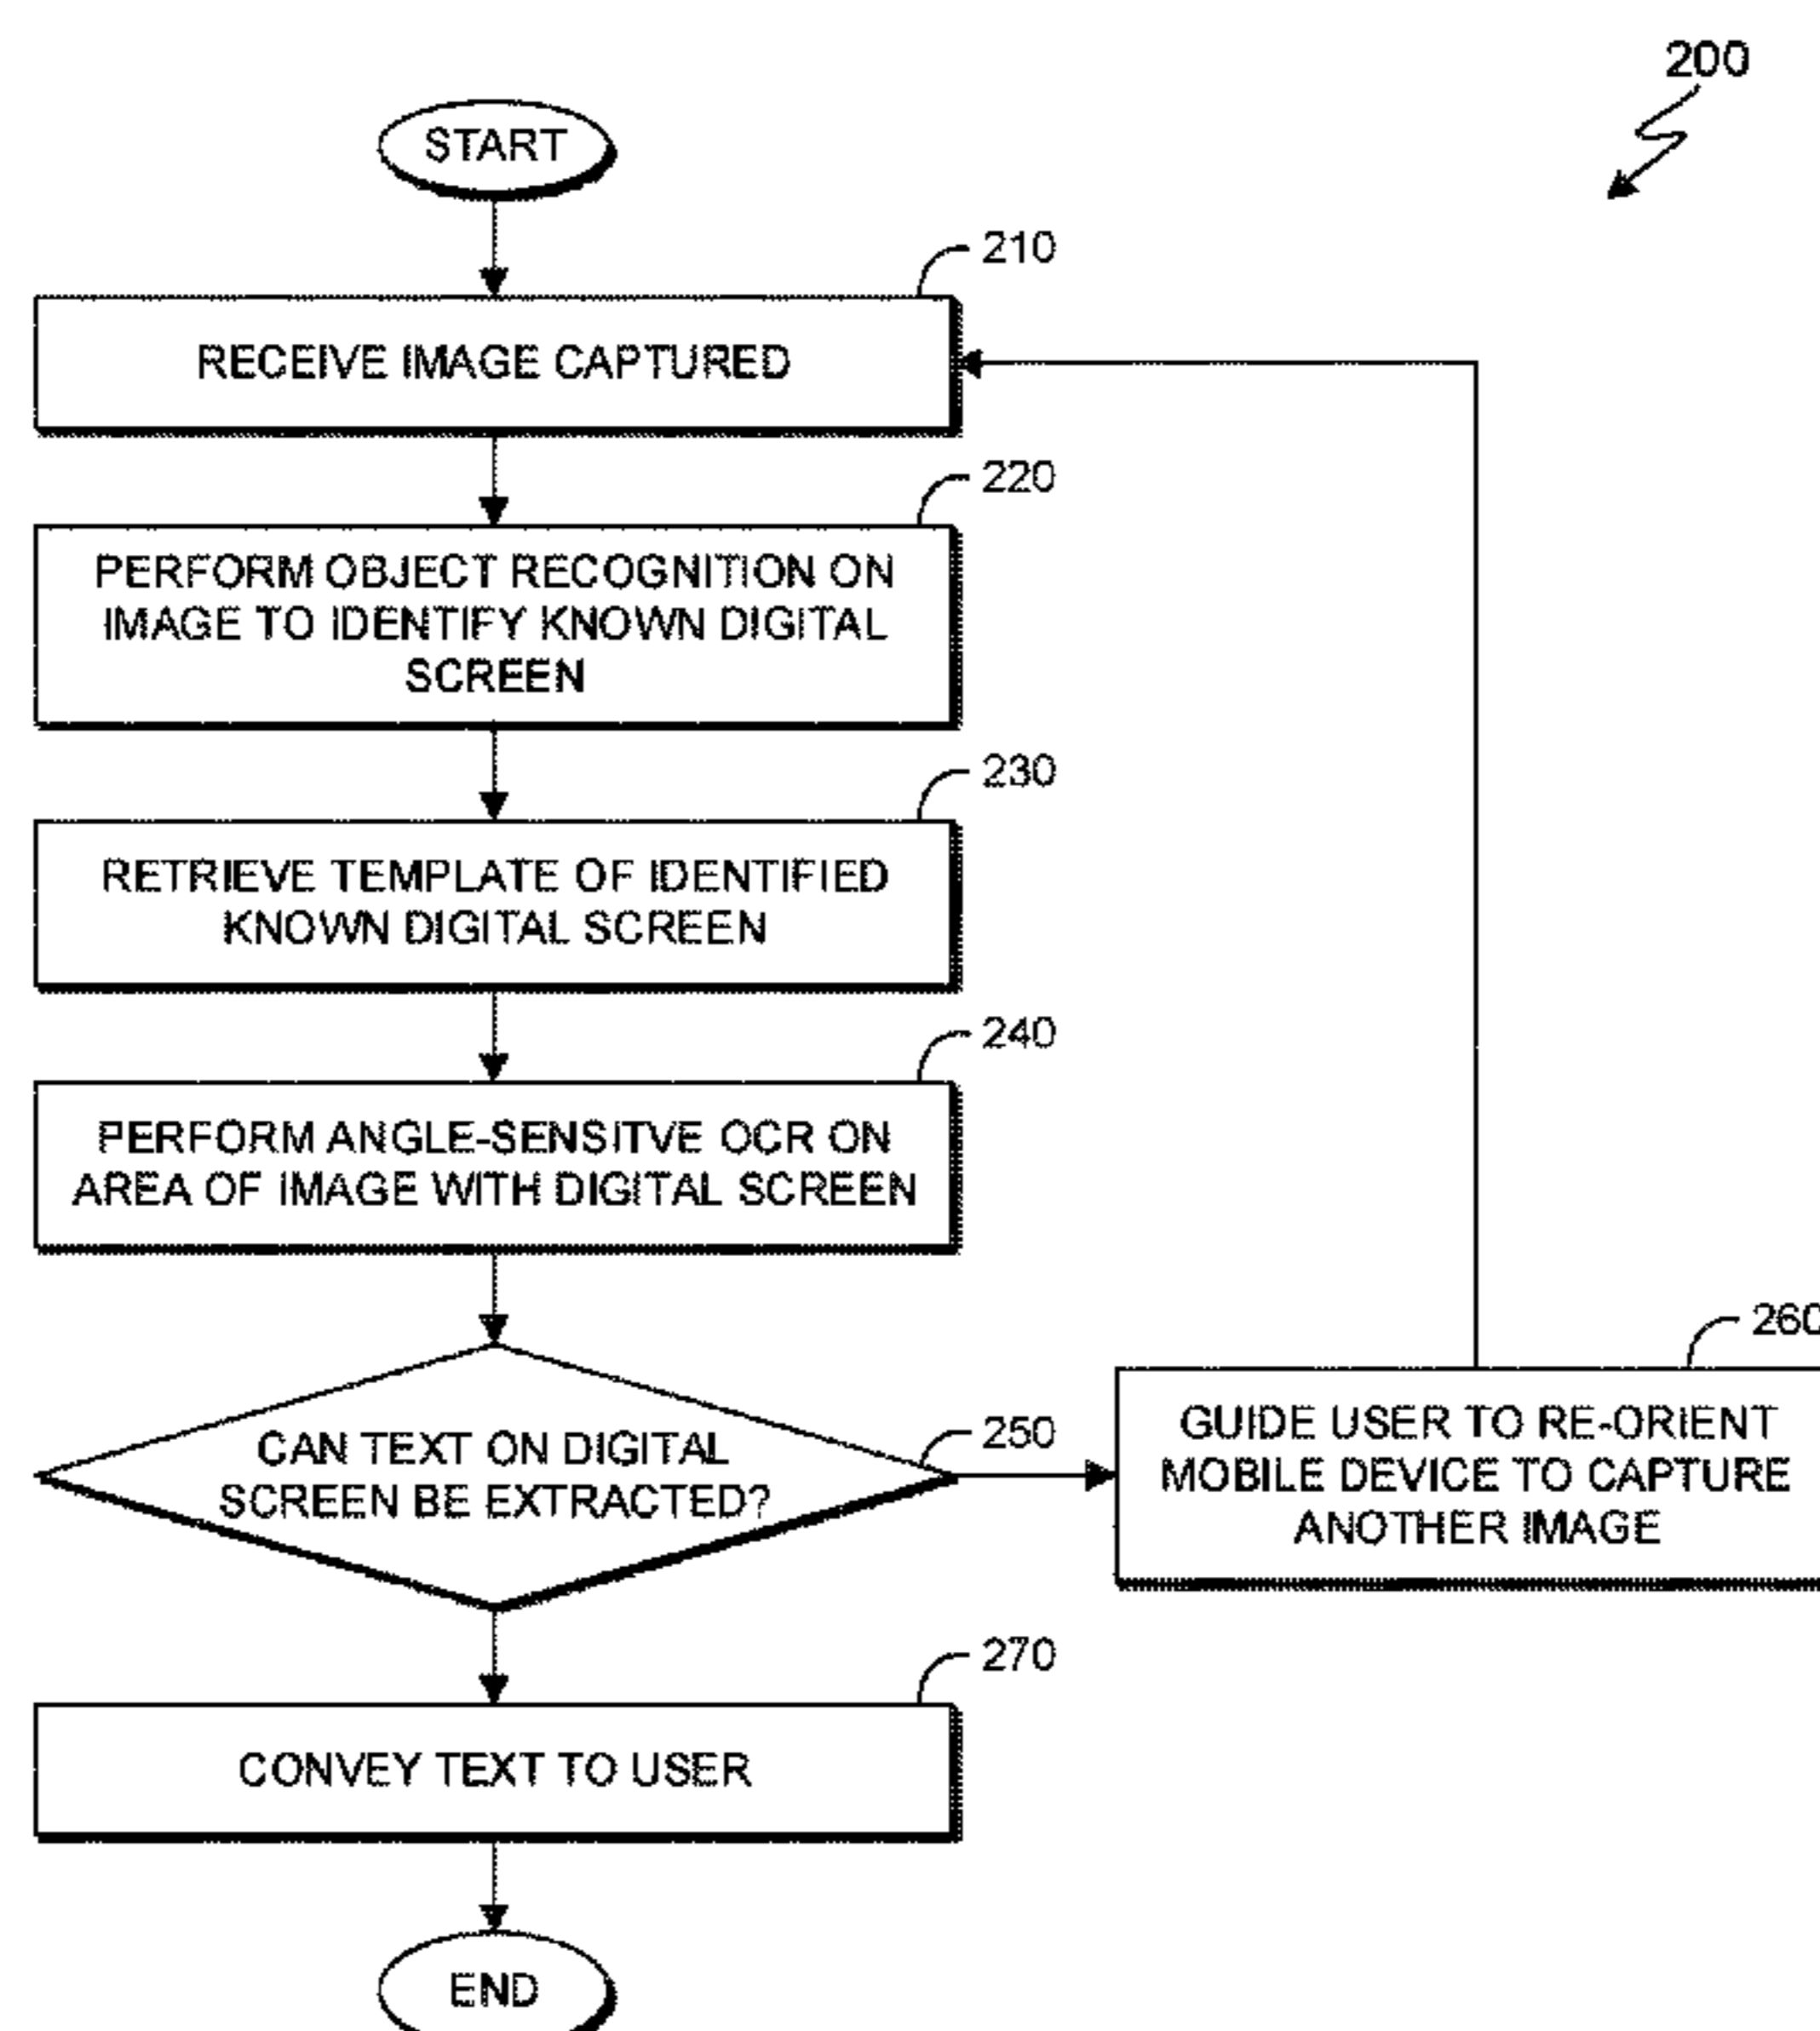 200
START
210
RECEIVE IMAGE CAPTURED
220
PERFORM OBJECT RECOGNITION ON
IMAGE TO IDENTIFY KNOWN DIGITAL
SCREEN
230
RETRIEVE TEMPLATE OF IDENTIFIED
KNOWN DIGITAL SCREEN
240
PERFORM ANGLE-SENSITVE OCR ON
AREA OF IMAGE WITH DIGITAL SCREEN
250
CAN TEXT ON DIGITAL
SCREEN BE EXTRACTED?
260
GUIDE USER TO RE-ORIENT
MOBILE DEVICE TO CAPTURE
ANOTHER IMAGE
270
CONVEY TEXT TO USER
END